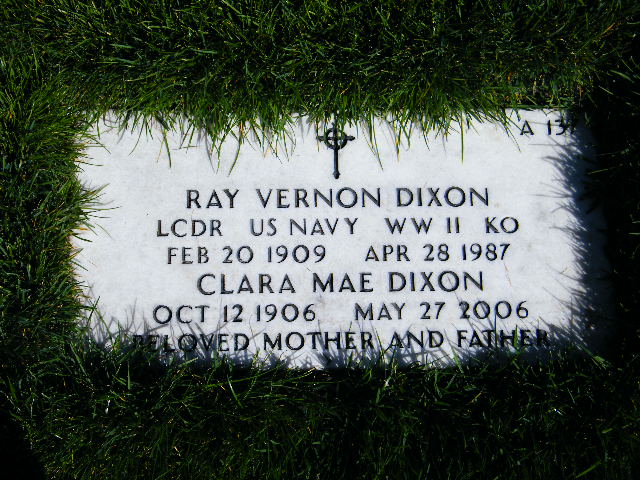 A 137
RAY VERNON DIXON
LCDR US NAVY WW II KO
FEB 20 1909 APR 28 1987
CLARA MAE DIXON
OCT 12 1906 MAY 27 2006
BELOVED MOTHER AND FATHER